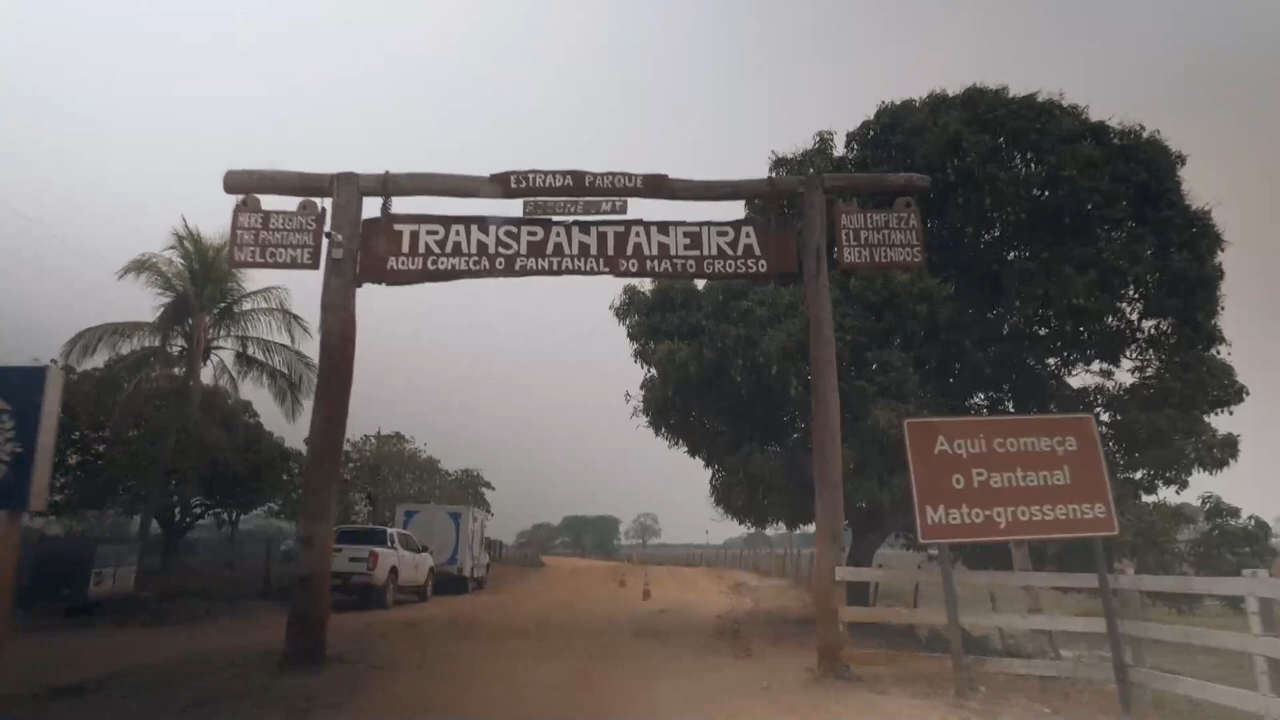 ESTRADA PARQUE
POCONÉ - MT
HERE BEGINS
THE PANTANAL
WELCOME
TRANSPANTANEIRA
AQUI COMEÇA O PANTANAL DO MATO GROSSO
AQUI EMPIEZA
EL PANTANAL
BIEN VENIDOS
Aqui começa
o Pantanal
Mato-grossense